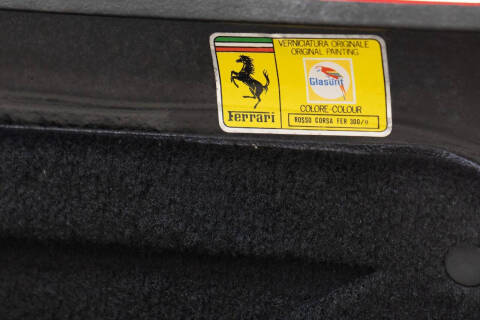 VERNICIATURA ORIGINALE
ORIGINAL PAINTING
Glasurit
COLORE-COLOUR
Ferrari
ROSSO CORSA FER 300/9